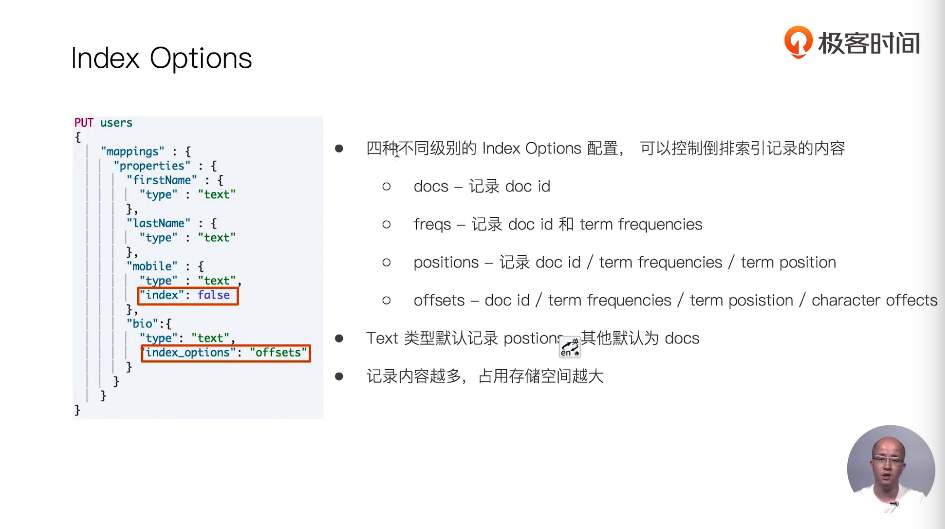 Index Options
极客时间
PUT users
{
"mappings" : {
"properties" : {
"firstName" : {
"type" : "text"
},
"lastName" : {
"type" : "text"
},
"mobile" : {
"type" : "text",
"index": false
},
"bio":{
"type": "text",
"index_options": "offsets"
}
}
}
}
四种不同级别的 Index Options 配置， 可以控制倒排索引记录的内容
docs – 记录 doc id
freqs – 记录 doc id 和 term frequencies
positions – 记录 doc id / term frequencies / term position
offsets – doc id / term frequencies / term posistion / character offects
Text 类型默认记录 postions 其他默认为 docs
en
记录内容越多，占用存储空间越大